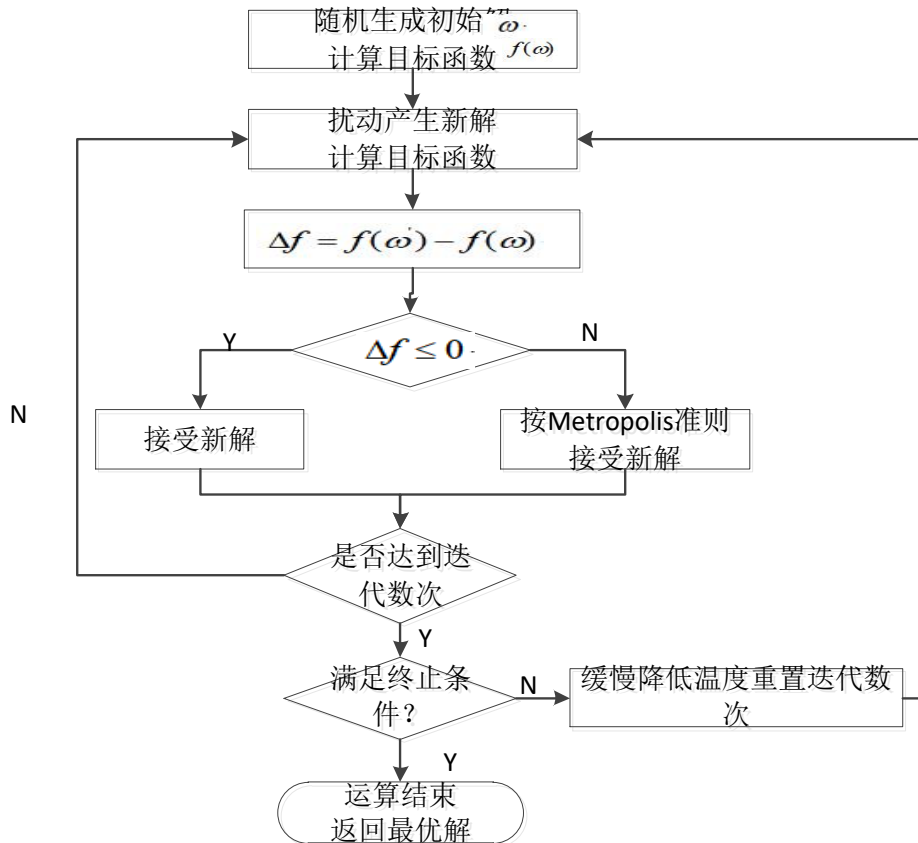 随机生成初始 ω
计算目标函数 f(ω)
扰动产生新解
计算目标函数
Δf = f(ω') − f(ω)
Δf ≤ 0
Y
N
N
接受新解
按Metropolis准则
接受新解
是否达到迭
代数次
Y
满足终止条
件？
N
缓慢降低温度重置迭代数
次
Y
运算结束
返回最优解